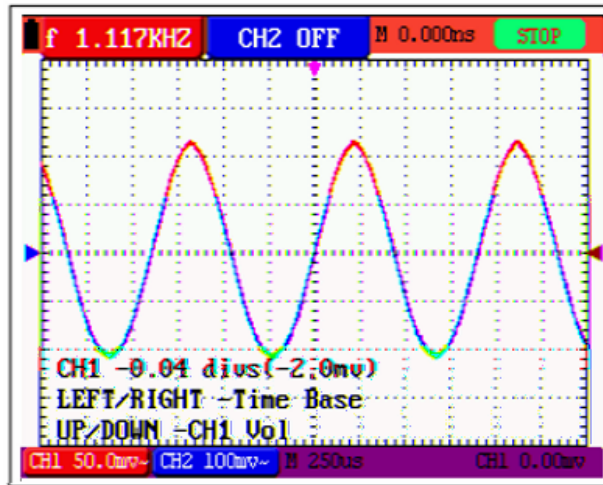 f 1.117KHZ CH2 OFF M 0.000ns STOP
CH1 -0.04 divs(-2.0mv)
LEFT/RIGHT -Time Base
UP/DOWN -CH1 Vol
CH1 50.0mv~ CH2 100mv~ M 250us CH1 0.00mv